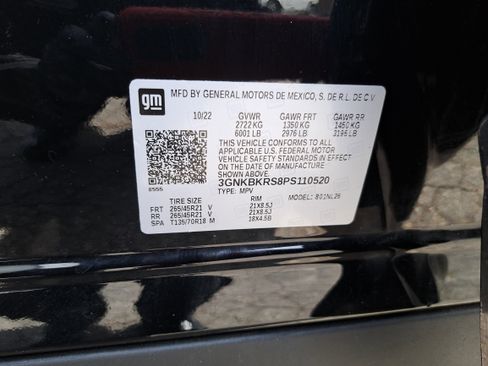 gm
MFD BY GENERAL MOTORS DE MEXICO, S. DE R.L. DE C.V.
10/22 GVWR GAWR FRT GAWR RR
2722 KG 1350 KG 1450 KG
6001 LB 2976 LB 3196 LB
THIS VEHICLE CONFORMS TO ALL
APPLICABLE U.S. FEDERAL MOTOR
VEHICLE SAFETY STANDARDS IN
EFFECT ON THE DATE OF
MANUFACTURE SHOWN ABOVE.
3GNKBKRS8PS110520
TYPE: MPV MODEL:
TIRE SIZE RIM
FRT 265/45R21 V 21X8.5J
RR 265/45R21 V 21X8.5J
SPA T135/70R18 M 18X4.5B